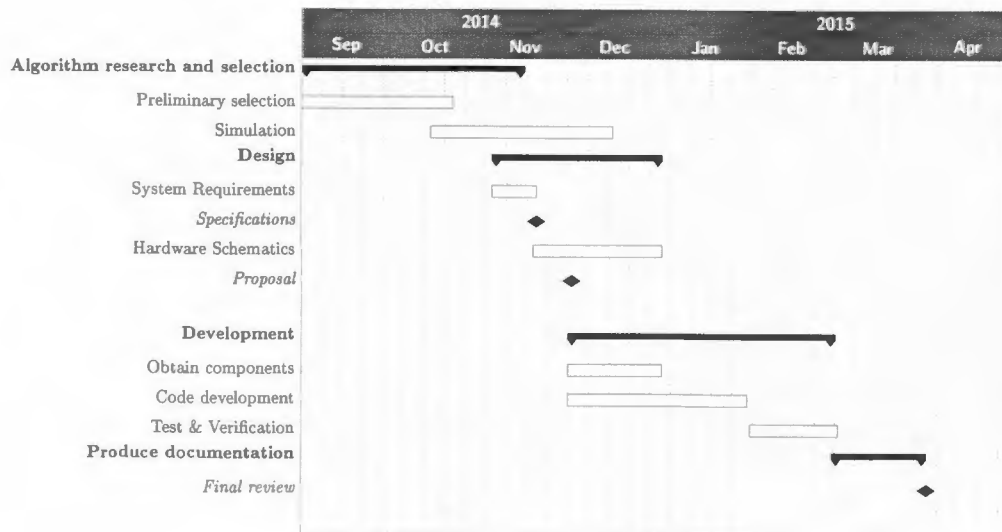 2014 2015
Sep Oct Nov Dec Jan Feb Mar Apr
Algorithm research and selection
Preliminary selection
Simulation
Design
System Requirements
Specifications
Hardware Schematics
Proposal
Development
Obtain components
Code development
Test & Verification
Produce documentation
Final review